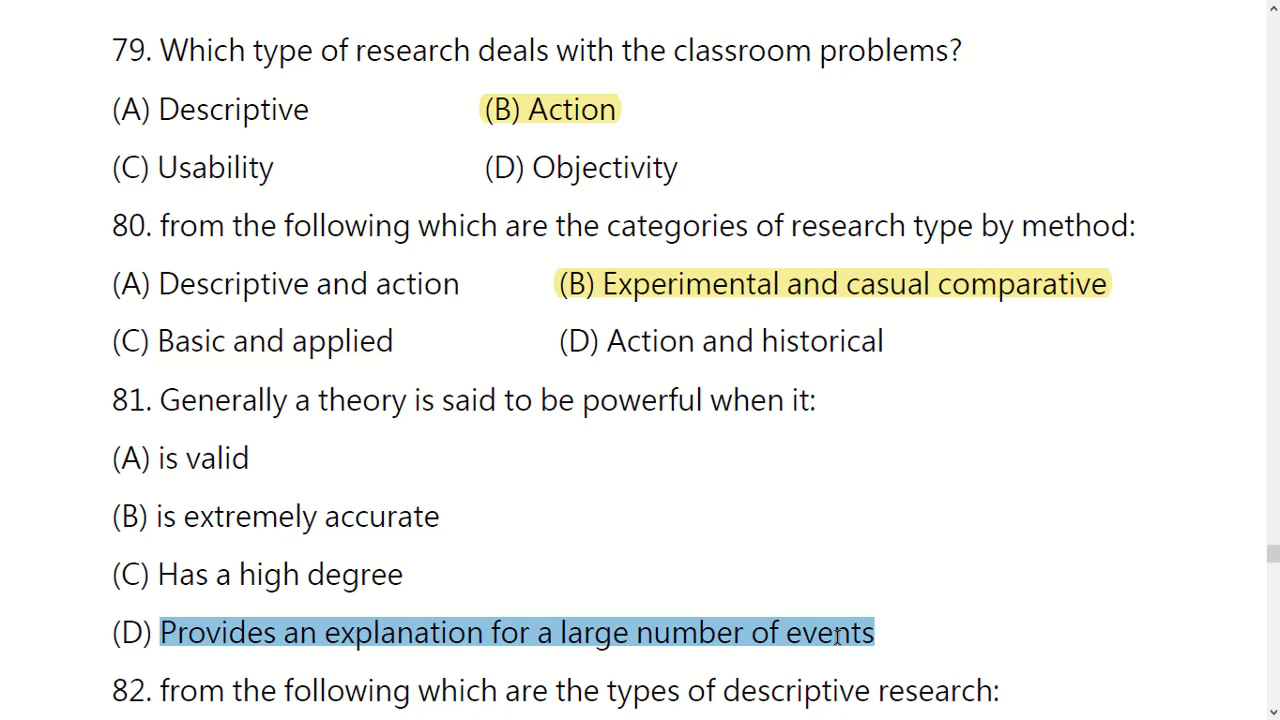 79. Which type of research deals with the classroom problems?
(A) Descriptive (B) Action
(C) Usability (D) Objectivity
80. from the following which are the categories of research type by method:
(A) Descriptive and action (B) Experimental and casual comparative
(C) Basic and applied (D) Action and historical
81. Generally a theory is said to be powerful when it:
(A) is valid
(B) is extremely accurate
(C) Has a high degree
(D) Provides an explanation for a large number of events
82. from the following which are the types of descriptive research: